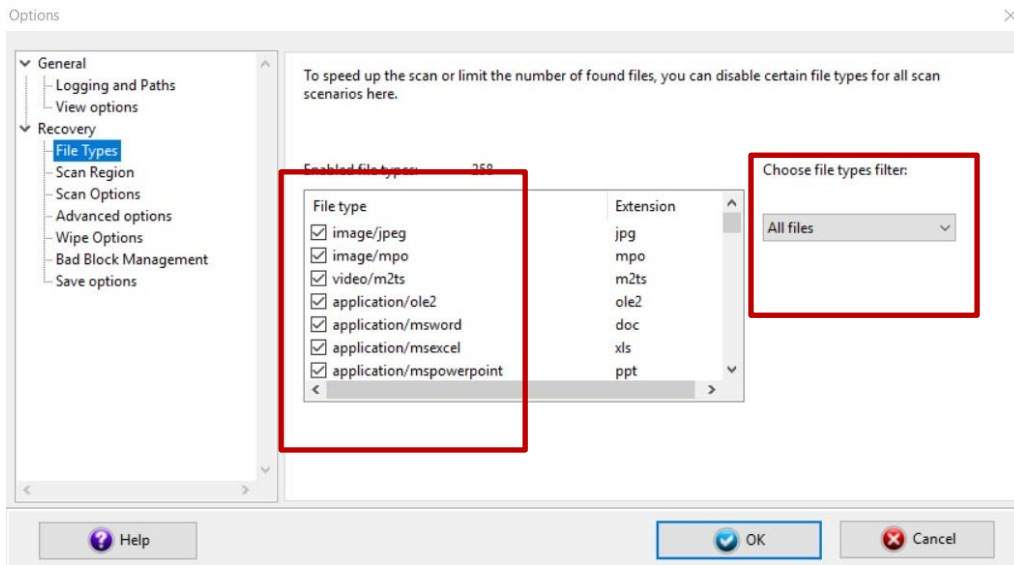 Options
General
Logging and Paths
View options
Recovery
File Types
Scan Region
Scan Options
Advanced options
Wipe Options
Bad Block Management
Save options
To speed up the scan or limit the number of found files, you can disable certain file types for all scan
scenarios here.
Enabled file types: 258
File type Extension
image/jpeg jpg
image/mpo mpo
video/m2ts m2ts
application/ole2 ole2
application/msword doc
application/msexcel xls
application/mspowerpoint ppt
Choose file types filter:
All files
Help
OK
Cancel